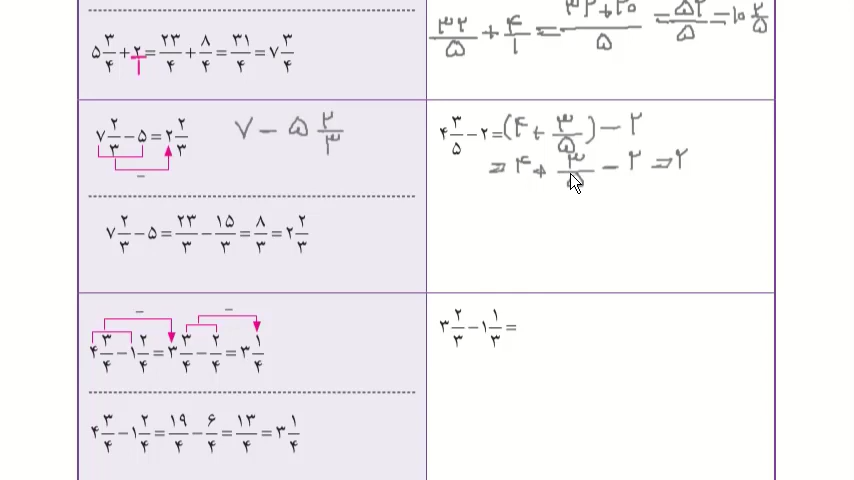 ۵ ۳/۴ + ۲/۱ = ۲۳/۴ + ۸/۴ = ۳۱/۴ = ۷ ۳/۴
۳۲/۵ + ۴/۱ = ۳۲+۲۰/۵ = ۵۲/۵ = ۱۰ ۲/۵
۷ ۲/۳ − ۵ = ۲ ۲/۳
۷ − ۵ ۲/۳
−
۷ ۲/۳ − ۵ = ۲۳/۳ − ۱۵/۳ = ۸/۳ = ۲ ۲/۳
۴ ۳/۵ − ۲ = (۴ + ۳/۵) − ۲
= ۴ + ۳/۵ − ۲ = ۲
− −
۴ ۳/۴ − ۱ ۲/۴ = ۳ ۳/۴ − ۲/۴ = ۳ ۱/۴
۴ ۳/۴ − ۱ ۲/۴ = ۱۹/۴ − ۶/۴ = ۱۳/۴ = ۳ ۱/۴
۳ ۲/۳ − ۱ ۱/۳ =